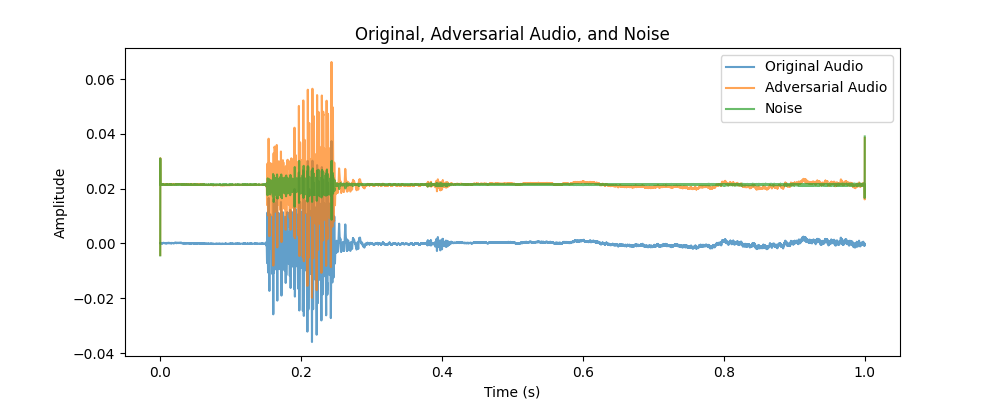 Original, Adversarial Audio, and Noise
Original Audio
Adversarial Audio
Noise
Amplitude
0.06
0.04
0.02
0.00
−0.02
−0.04
0.0 0.2 0.4 0.6 0.8 1.0
Time (s)